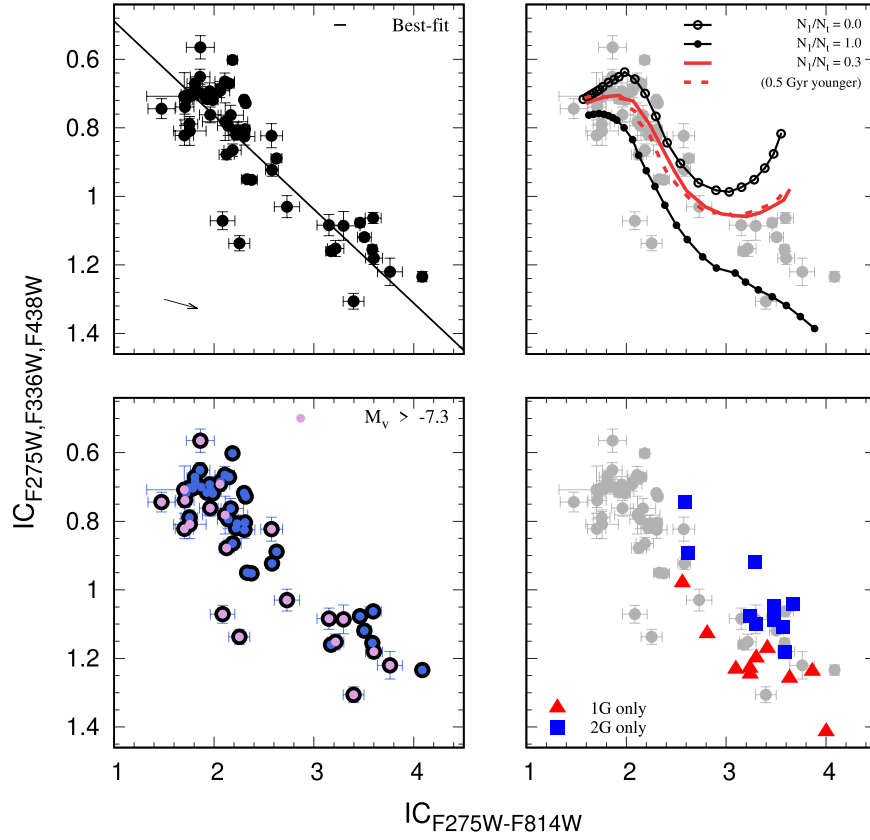 Best-fit
N1/Nt = 0.0
N1/Nt = 1.0
N1/Nt = 0.3
(0.5 Gyr younger)
0.6
0.8
1
1.2
1.4
Mv > -7.3
0.6
0.8
1
1.2
1.4
1G only
2G only
1 2 3 4
2 3 4
ICF275W,F336W,F438W
ICF275W-F814W